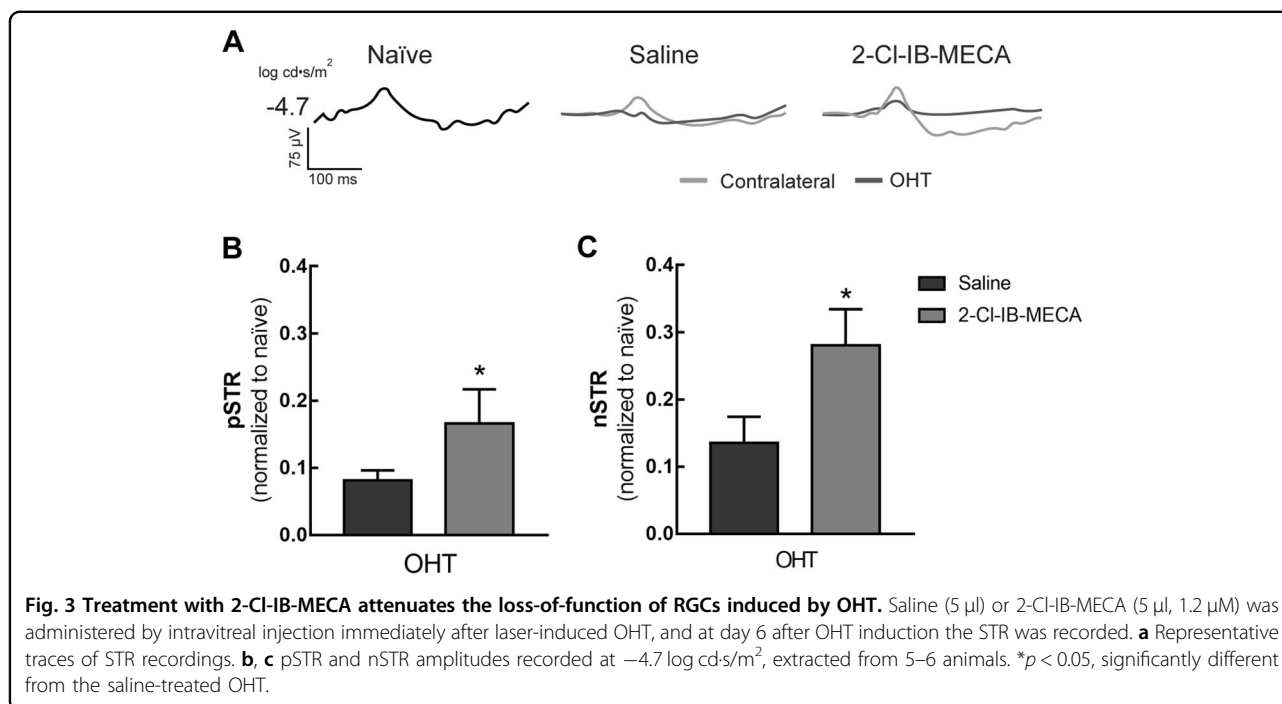 A
Naïve
Saline
2-Cl-IB-MECA
log cd•s/m²
-4.7
75 µV
100 ms
Contralateral
OHT
B
pSTR
(normalized to naïve)
0.4
0.3
*
0.2
0.1
0.0
OHT
C
nSTR
(normalized to naïve)
0.4
*
0.3
0.2
0.1
0.0
OHT
Saline
2-Cl-IB-MECA
Fig. 3 Treatment with 2-Cl-IB-MECA attenuates the loss-of-function of RGCs induced by OHT. Saline (5 µl) or 2-Cl-IB-MECA (5 µl, 1.2 µM) was
administered by intravitreal injection immediately after laser-induced OHT, and at day 6 after OHT induction the STR was recorded. a Representative
traces of STR recordings. b, c pSTR and nSTR amplitudes recorded at −4.7 log cd·s/m², extracted from 5–6 animals. *p < 0.05, significantly different
from the saline-treated OHT.